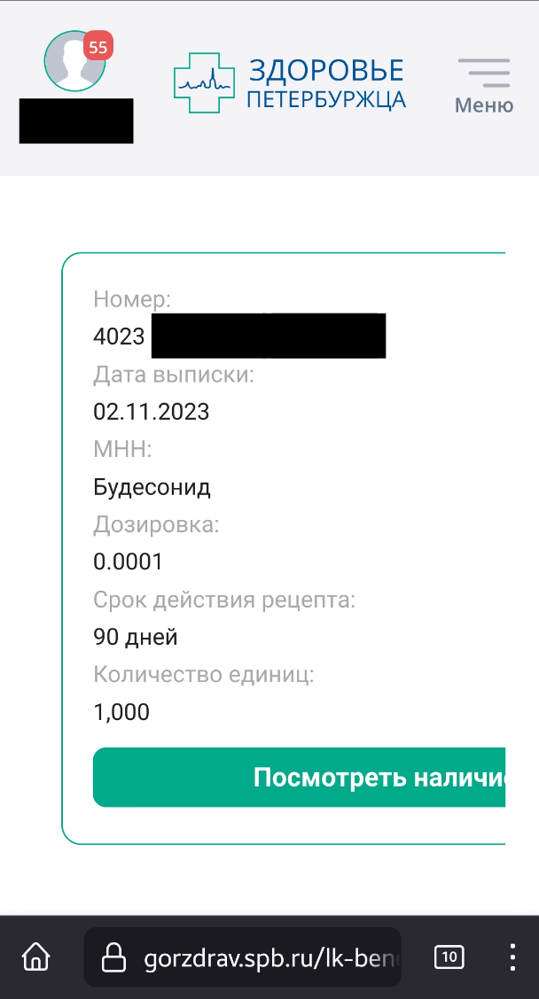 55
ЗДОРОВЬЕ
ПЕТЕРБУРЖЦА
Меню
Номер:
4023
Дата выписки:
02.11.2023
МНН:
Будесонид
Дозировка:
0.0001
Срок действия рецепта:
90 дней
Количество единиц:
1,000
Посмотреть наличи
gorzdrav.spb.ru/lk-ben
10